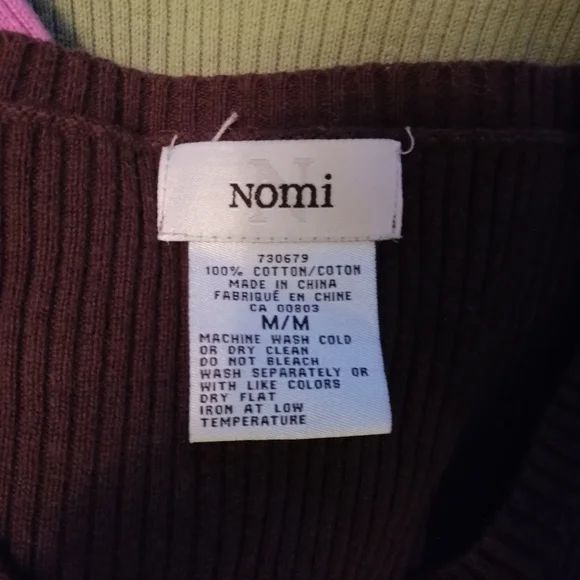 Nomi
730679
100% COTTON/COTON
MADE IN CHINA
FABRIQUÉ EN CHINE
CA 00803
M/M
MACHINE WASH COLD
OR DRY CLEAN
DO NOT BLEACH
WASH SEPARATELY OR
WITH LIKE COLORS
DRY FLAT
IRON AT LOW
TEMPERATURE